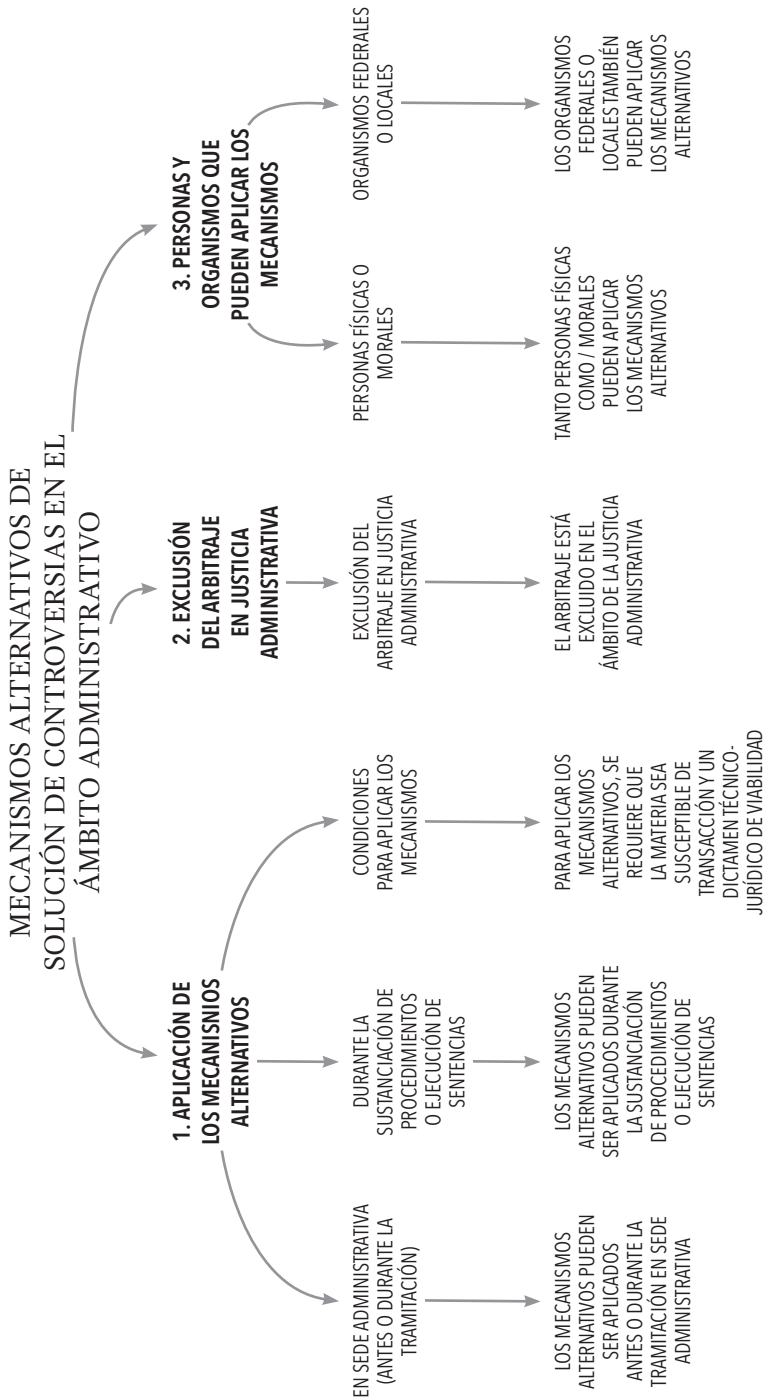 MECANISMOS ALTERNATIVOS DE
SOLUCIÓN DE CONTROVERSIAS EN EL
ÁMBITO ADMINISTRATIVO
1. APLICACIÓN DE
LOS MECANISNIOS
ALTERNATIVOS
EN SEDE ADMINISTRATIVA
(ANTES O DURANTE LA
TRAMITACIÓN)
LOS MECANISMOS
ALTERNATIVOS PUEDEN
SER APLICADOS
ANTES O DURANTE LA
TRAMITACIÓN EN SEDE
ADMINISTRATIVA
DURANTE LA
SUSTANCIACIÓN DE
PROCEDIMIENTOS
O EJECUCIÓN DE
SENTENCIAS
LOS MECANISMOS
ALTERNATIVOS PUEDEN
SER APLICADOS DURANTE
LA SUSTANCIACIÓN
DE PROCEDIMIENTOS
O EJECUCIÓN DE
SENTENCIAS
CONDICIONES
PARA APLICAR LOS
MECANISMOS
PARA APLICAR LOS
MECANISMOS
ALTERNATIVOS, SE
REQUIERE QUE
LA MATERIA SEA
SUSCEPTIBLE DE
TRANSACCIÓN Y UN
DICTAMEN TÉCNICO-
JURÍDICO DE VIABILIDAD
2. EXCLUSIÓN
DEL ARBITRAJE
EN JUSTICIA
ADMINISTRATIVA
EXCLUSIÓN DEL
ARBITRAJE EN JUSTICIA
ADMINISTRATIVA
EL ARBITRAJE ESTÁ
EXCLUIDO EN EL
ÁMBITO DE LA JUSTICIA
ADMINISTRATIVA
3. PERSONAS Y
ORGANISMOS QUE
PUEDEN APLICAR LOS
MECANISMOS
PERSONAS FÍSICAS O
MORALES
TANTO PERSONAS FÍSICAS
COMO / MORALES
PUEDEN APLICAR
LOS MECANISMOS
ALTERNATIVOS
ORGANISMOS FEDERALES
O LOCALES
LOS ORGANISMOS
FEDERALES O
LOCALES TAMBIÉN
PUEDEN APLICAR
LOS MECANISMOS
ALTERNATIVOS